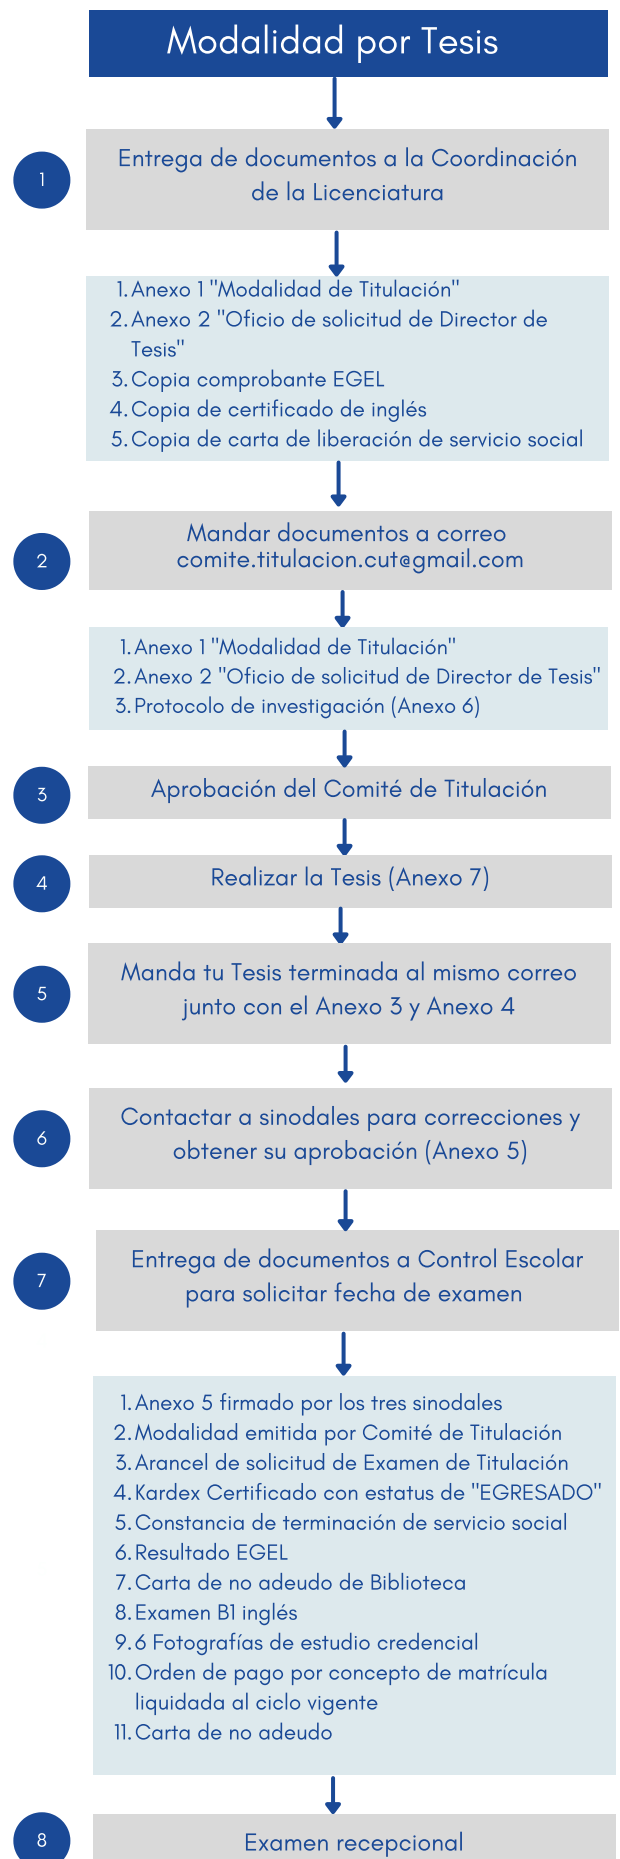 Modalidad por Tesis
1
Entrega de documentos a la Coordinación
de la Licenciatura
1. Anexo 1 "Modalidad de Titulación"
2. Anexo 2 "Oficio de solicitud de Director de
Tesis"
3. Copia comprobante EGEL
4. Copia de certificado de inglés
5. Copia de carta de liberación de servicio social
2
Mandar documentos a correo
comite.titulacion.cut@gmail.com
1. Anexo 1 "Modalidad de Titulación"
2. Anexo 2 "Oficio de solicitud de Director de Tesis"
3. Protocolo de investigación (Anexo 6)
3
Aprobación del Comité de Titulación
4
Realizar la Tesis (Anexo 7)
5
Manda tu Tesis terminada al mismo correo
junto con el Anexo 3 y Anexo 4
6
Contactar a sinodales para correcciones y
obtener su aprobación (Anexo 5)
7
Entrega de documentos a Control Escolar
para solicitar fecha de examen
1. Anexo 5 firmado por los tres sinodales
2. Modalidad emitida por Comité de Titulación
3. Arancel de solicitud de Examen de Titulación
4. Kardex Certificado con estatus de "EGRESADO"
5. Constancia de terminación de servicio social
6. Resultado EGEL
7. Carta de no adeudo de Biblioteca
8. Examen B1 inglés
9. 6 Fotografías de estudio credencial
10. Orden de pago por concepto de matrícula
liquidada al ciclo vigente
11. Carta de no adeudo
8
Examen recepcional